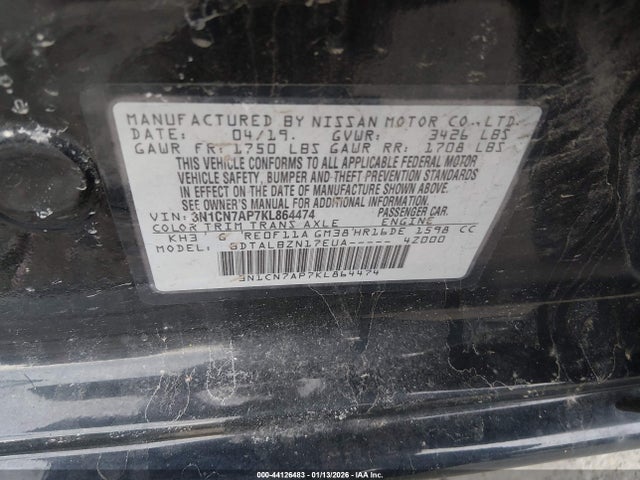 MANUFACTURED BY NISSAN MOTOR CO., LTD.
DATE: 04/19. GVWR: 3426 LBS
GAWR FR: 1750 LBS GAWR RR: 1708 LBS
THIS VEHICLE CONFORMS TO ALL APPLICABLE FEDERAL MOTOR
VEHICLE SAFETY, BUMPER AND THEFT PREVENTION STANDARDS
IN EFFECT ON THE DATE OF MANUFACTURE SHOWN ABOVE.
SEE OWNER'S MANUAL FOR ADDITIONAL INFORMATION.
VIN: 3N1CN7AP7KL864474 PASSENGER CAR.
COLOR TRIM TRANS AXLE ENGINE
KH3 G RE0F11A GM38 HR16DE 1598 CC
MODEL: BDTALBZN17EUA----- 42000
3N1CN7AP7KL864474
000-44126483 - 01/13/2026 - IAAI.COM